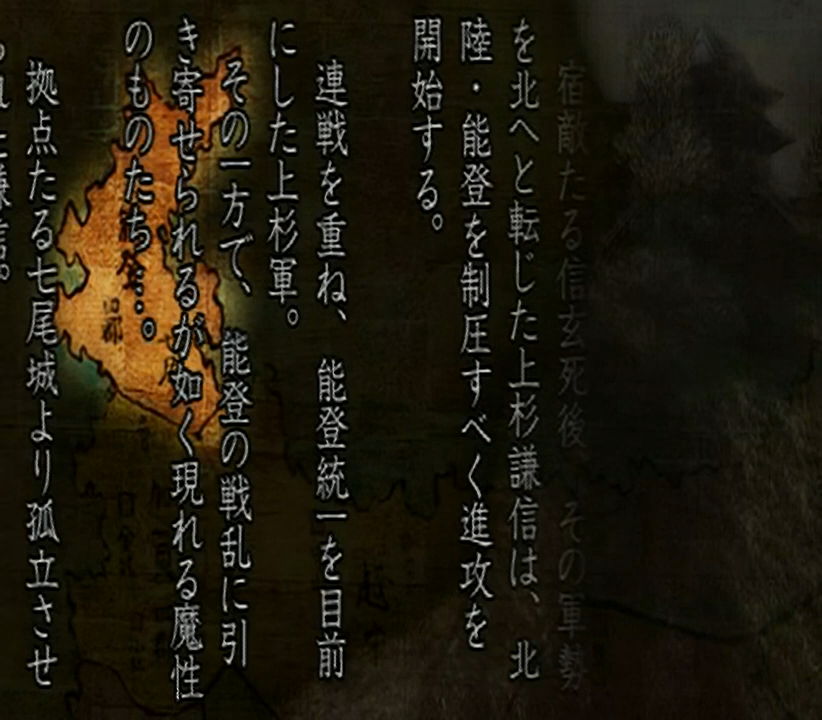 宿敵たる信玄死後、その軍勢
を北へと転じた上杉謙信は、北
陸・能登を制圧すべく進攻を
開始する。
連戦を重ね、能登統一を目前
にした上杉軍。
その一方で、能登の戦乱に引
き寄せられるが如く現れる魔性
のものたち…。
拠点たる七尾城より孤立させ
られた謙信。